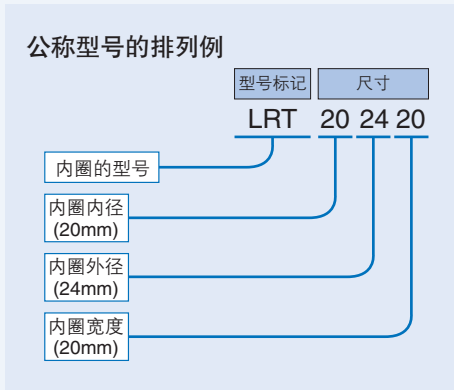 公称型号的排列例
型号标记 尺寸
LRT 20 24 20
内圈的型号
内圈内径
(20mm)
内圈外径
(24mm)
内圈宽度
(20mm)